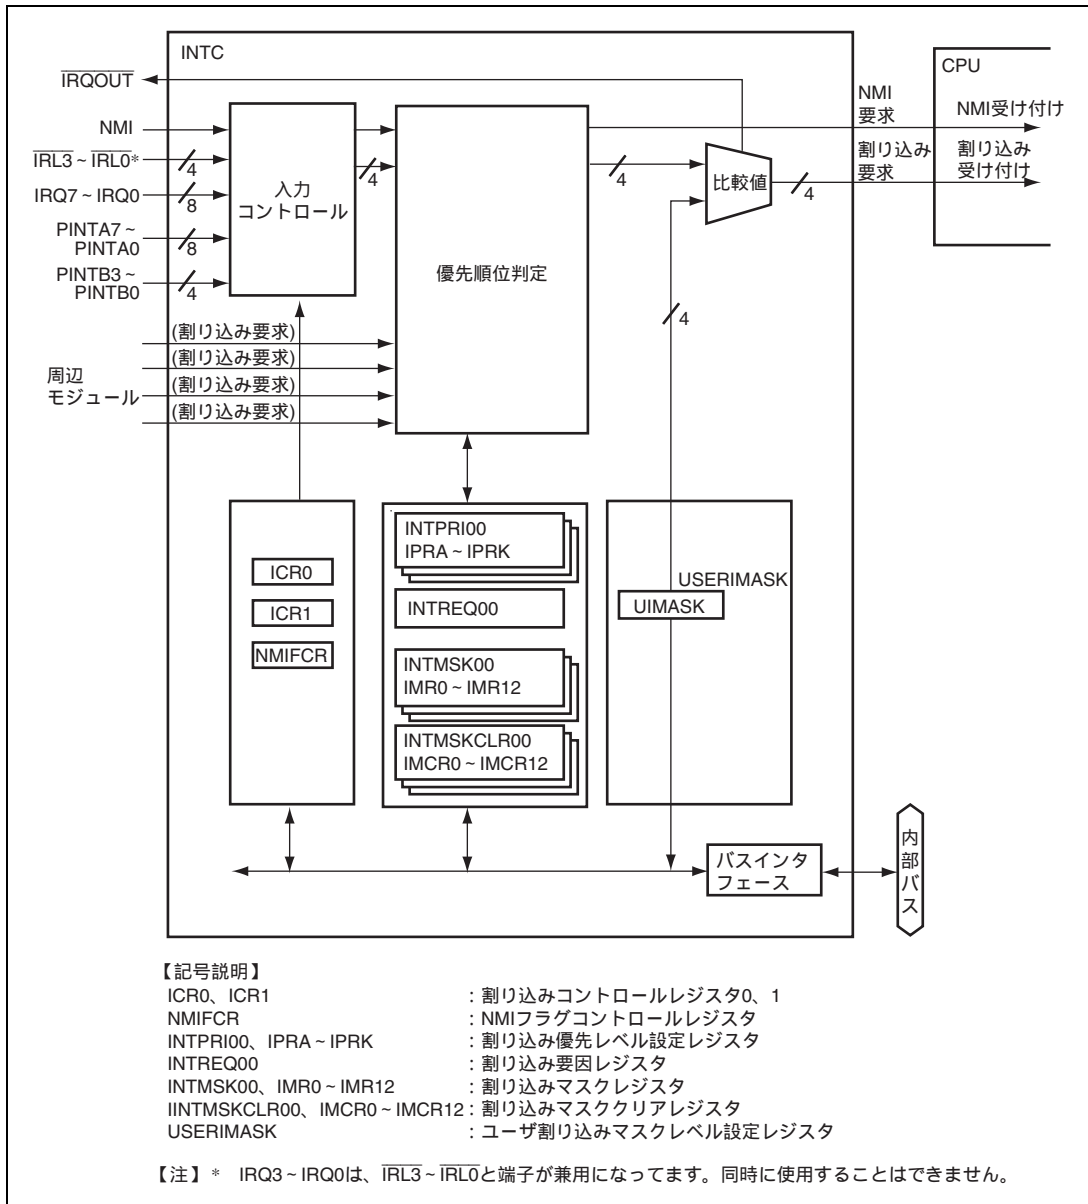 INTC
CPU
IRQOUT
NMI
IRL3 ~ IRL0*
4
IRQ7 ~ IRQ0
8
PINTA7 ~
PINTA0
8
PINTB3 ~
PINTB0
4
入力
コントロール
4
優先順位判定
4
比較値
4
4
NMI
要求
割り込み
要求
NMI受け付け
割り込み
受け付け
周辺
モジュール
(割り込み要求)
(割り込み要求)
(割り込み要求)
(割り込み要求)
ICR0
ICR1
NMIFCR
INTPRI00
IPRA ~ IPRK
INTREQ00
INTMSK00
IMR0 ~ IMR12
INTMSKCLR00
IMCR0 ~ IMCR12
USERIMASK
UIMASK
バスインタ
フェース
内部バス
【記号説明】
ICR0、ICR1 : 割り込みコントロールレジスタ0、1
NMIFCR : NMIフラグコントロールレジスタ
INTPRI00、IPRA ~ IPRK : 割り込み優先レベル設定レジスタ
INTREQ00 : 割り込み要因レジスタ
INTMSK00、IMR0 ~ IMR12 : 割り込みマスクレジスタ
IINTMSKCLR00、IMCR0 ~ IMCR12 : 割り込みマスククリアレジスタ
USERIMASK : ユーザ割り込みマスクレベル設定レジスタ
【注】 * IRQ3 ~ IRQ0は、IRL3 ~ IRL0と端子が兼用になってます。同時に使用することはできません。